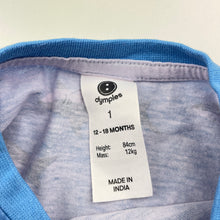 dymples
1
12 - 18 MONTHS
Height: 84cm
Mass: 12kg
MADE IN
INDIA